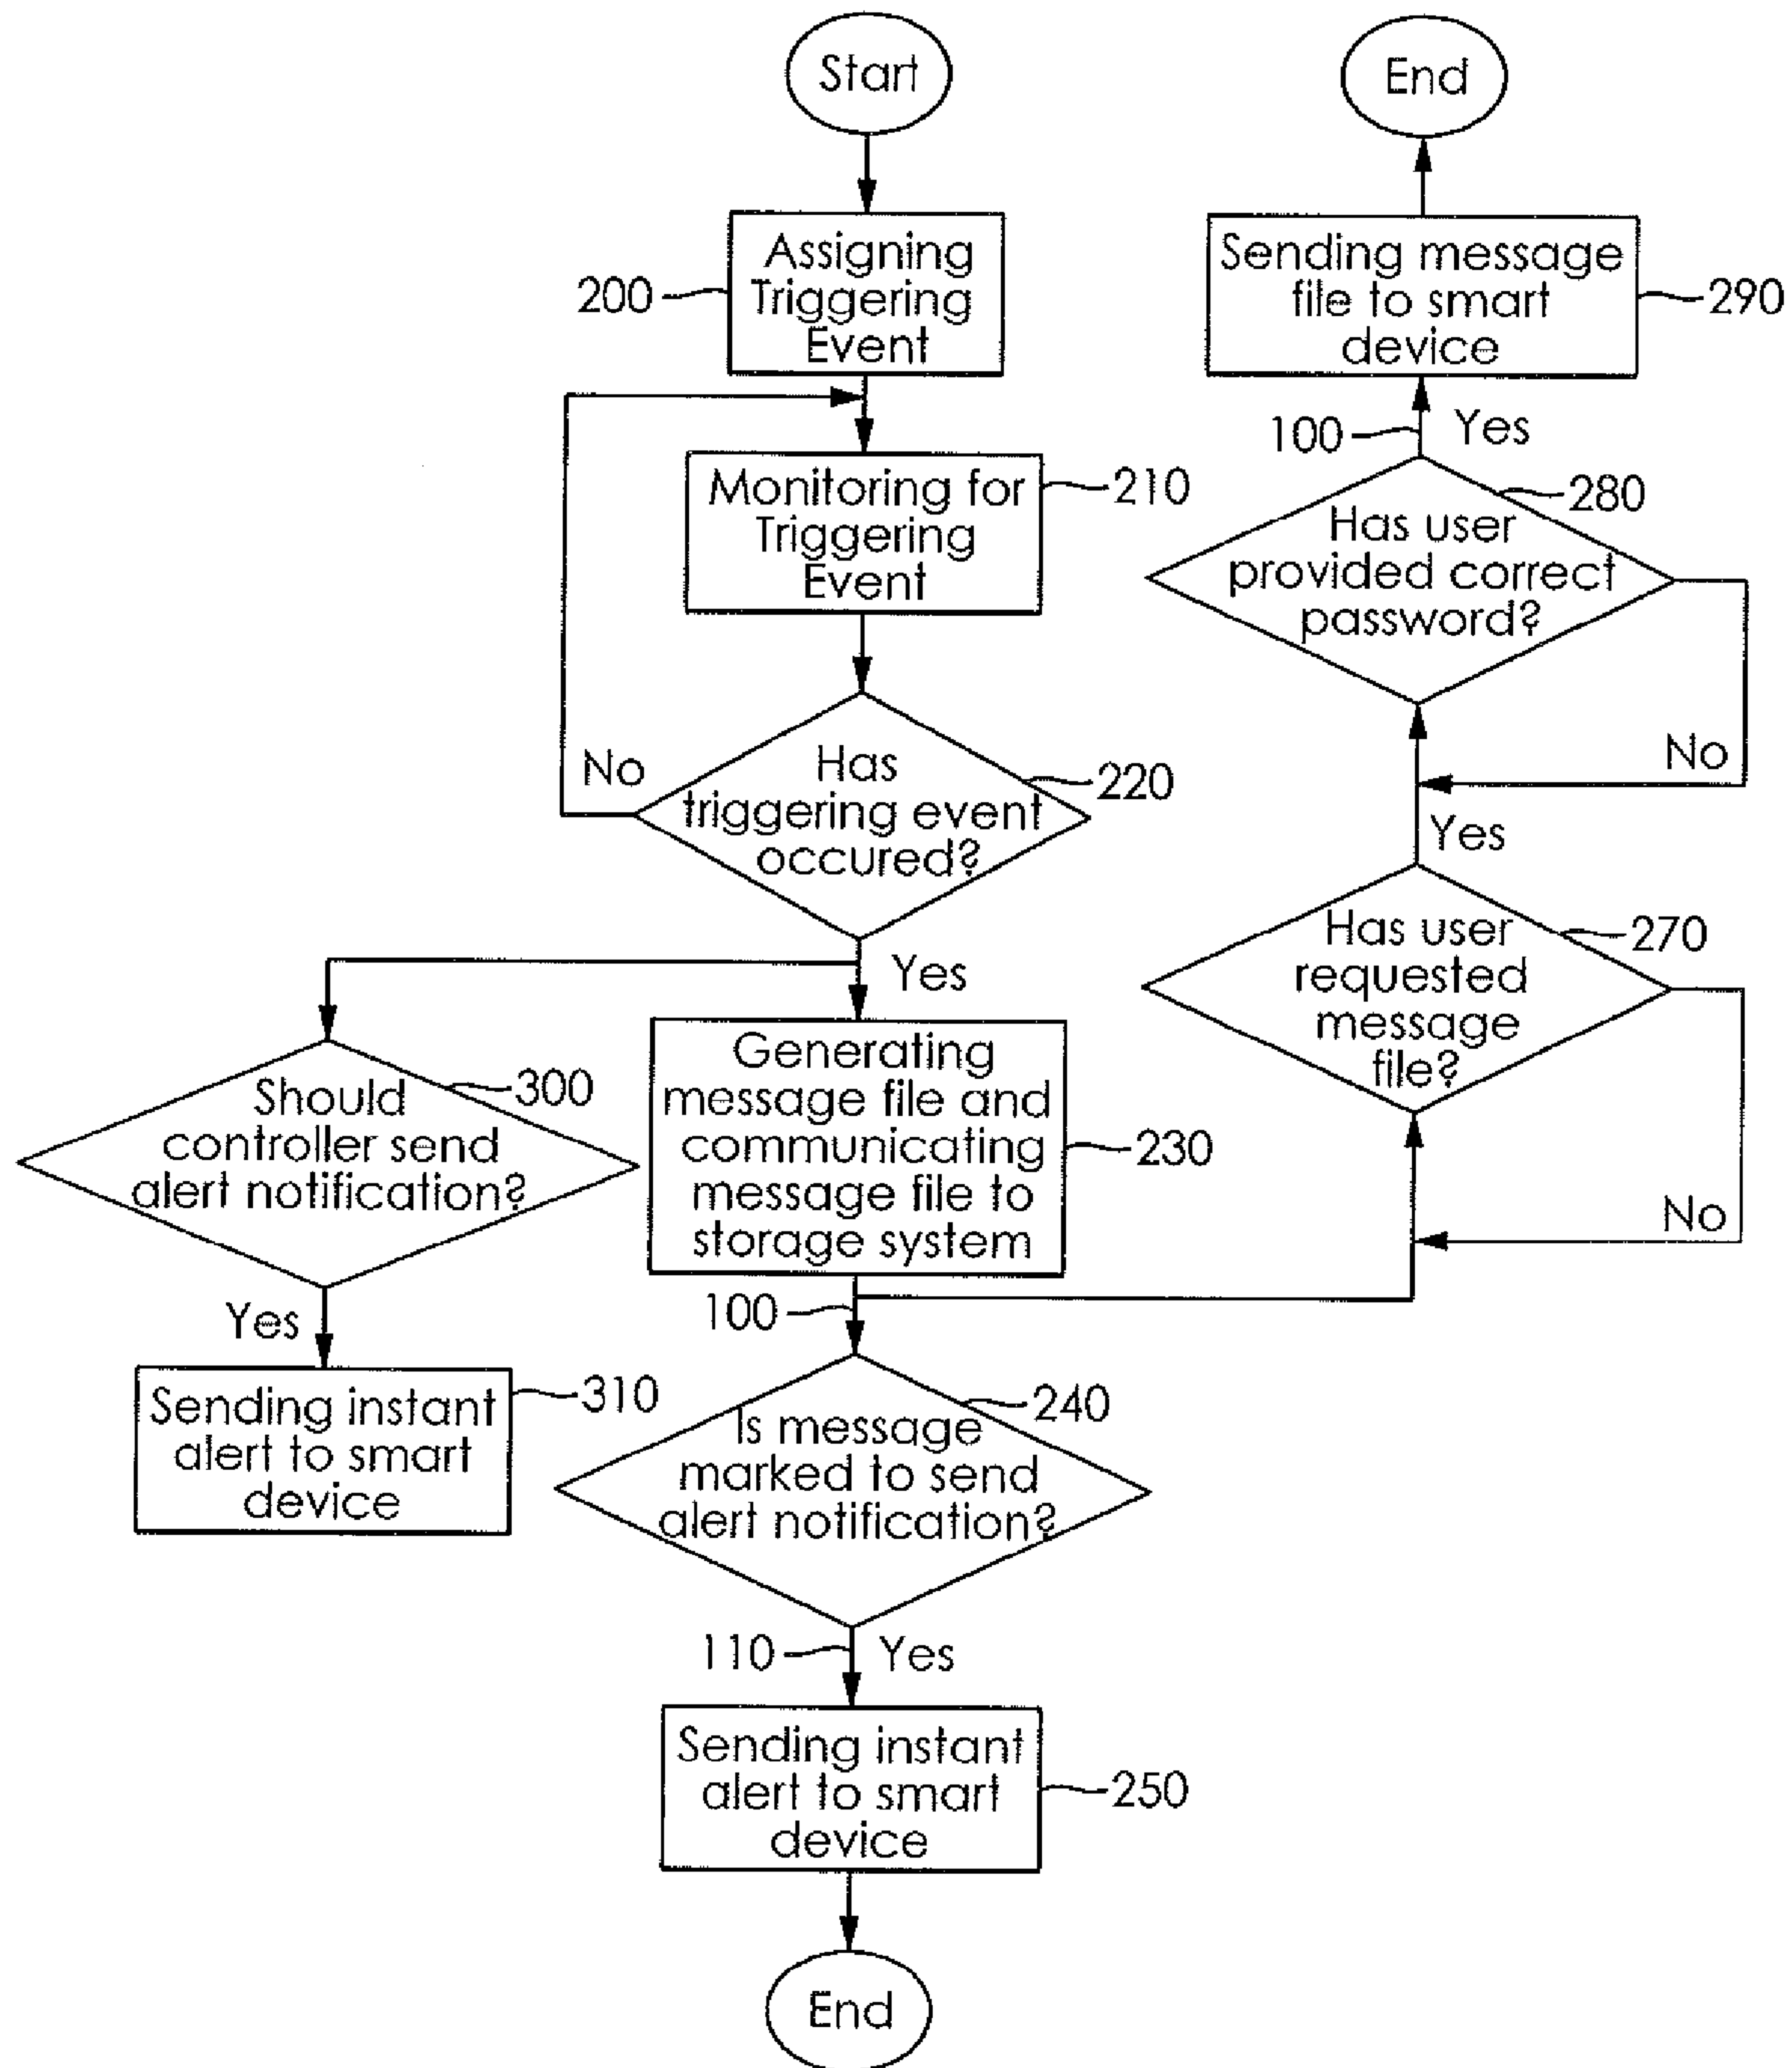 Start
200
Assigning
Triggering
Event
Monitoring for
Triggering
Event
210
No
Has
triggering event
occured?
220
Yes
Should
controller send
alert notification?
300
Yes
Sending instant
alert to smart
device
310
Generating
message file and
communicating
message file to
storage system
230
100
Is message
marked to send
alert notification?
240
110
Yes
Sending instant
alert to smart
device
250
End
Has user
requested
message
file?
270
No
Yes
Has user
provided correct
password?
280
No
100
Yes
Sending message
file to smart
device
290
End